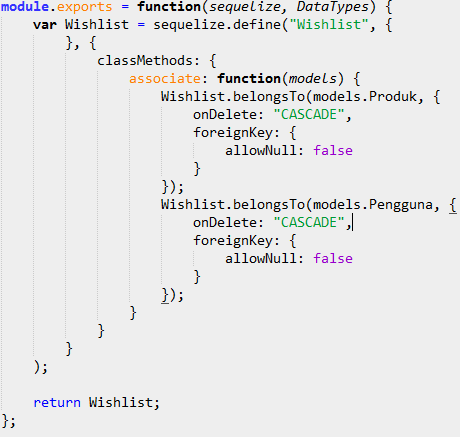 module.exports = function(sequelize, DataTypes) {
    var Wishlist = sequelize.define("Wishlist", {
        }, {
            classMethods: {
                associate: function(models) {
                    Wishlist.belongsTo(models.Produk, {
                        onDelete: "CASCADE",
                        foreignKey: {
                            allowNull: false
                        }
                    });
                    Wishlist.belongsTo(models.Pengguna, {
                        onDelete: "CASCADE",
                        foreignKey: {
                            allowNull: false
                        }
                    });
                }
            }
        }
    );

    return Wishlist;
};